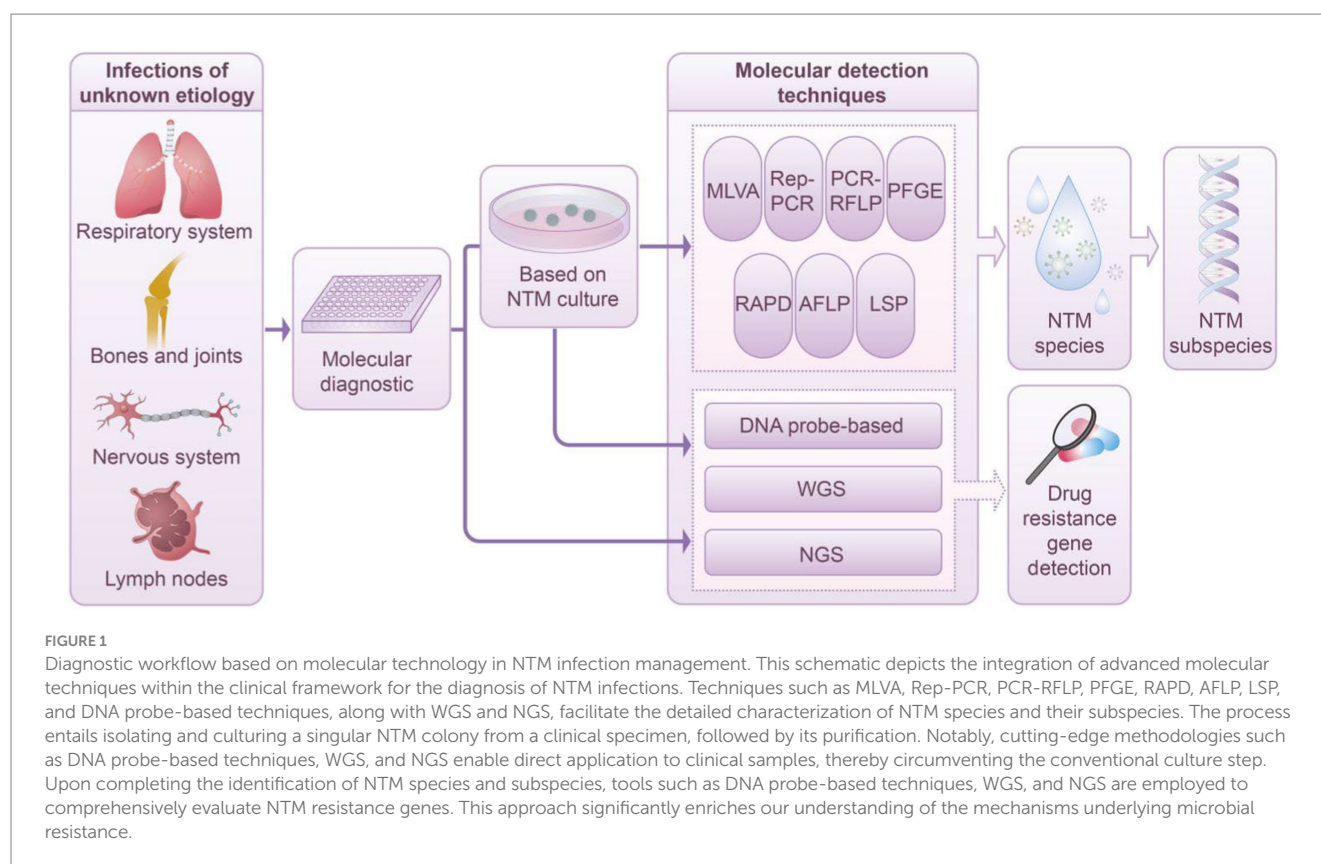 Infections of
unknown etiology
Respiratory system
Bones and joints
Nervous system
Lymph nodes
Molecular
diagnostic
Based on
NTM culture
Molecular detection
techniques
MLVA
Rep-
PCR
PCR-
RFLP
PFGE
RAPD
AFLP
LSP
DNA probe-based
WGS
NGS
NTM
species
NTM
subspecies
Drug
resistance
gene
detection
FIGURE 1
Diagnostic workflow based on molecular technology in NTM infection management. This schematic depicts the integration of advanced molecular
techniques within the clinical framework for the diagnosis of NTM infections. Techniques such as MLVA, Rep-PCR, PCR-RFLP, PFGE, RAPD, AFLP, LSP,
and DNA probe-based techniques, along with WGS and NGS, facilitate the detailed characterization of NTM species and their subspecies. The process
entails isolating and culturing a singular NTM colony from a clinical specimen, followed by its purification. Notably, cutting-edge methodologies such
as DNA probe-based techniques, WGS, and NGS enable direct application to clinical samples, thereby circumventing the conventional culture step.
Upon completing the identification of NTM species and subspecies, tools such as DNA probe-based techniques, WGS, and NGS are employed to
comprehensively evaluate NTM resistance genes. This approach significantly enriches our understanding of the mechanisms underlying microbial
resistance.